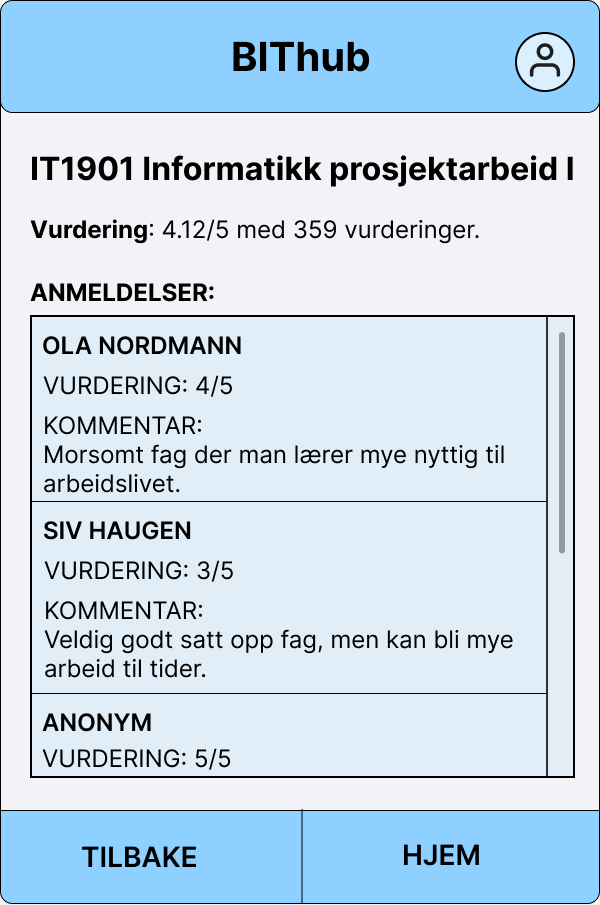 BIThub
IT1901 Informatikk prosjektarbeid I
Vurdering: 4.12/5 med 359 vurderinger.
ANMELDELSER:
OLA NORDMANN
VURDERING: 4/5
KOMMENTAR:
Morsomt fag der man lærer mye nyttig til
arbeidslivet.
SIV HAUGEN
VURDERING: 3/5
KOMMENTAR:
Veldig godt satt opp fag, men kan bli mye
arbeid til tider.
ANONYM
VURDERING: 5/5
TILBAKE
HJEM